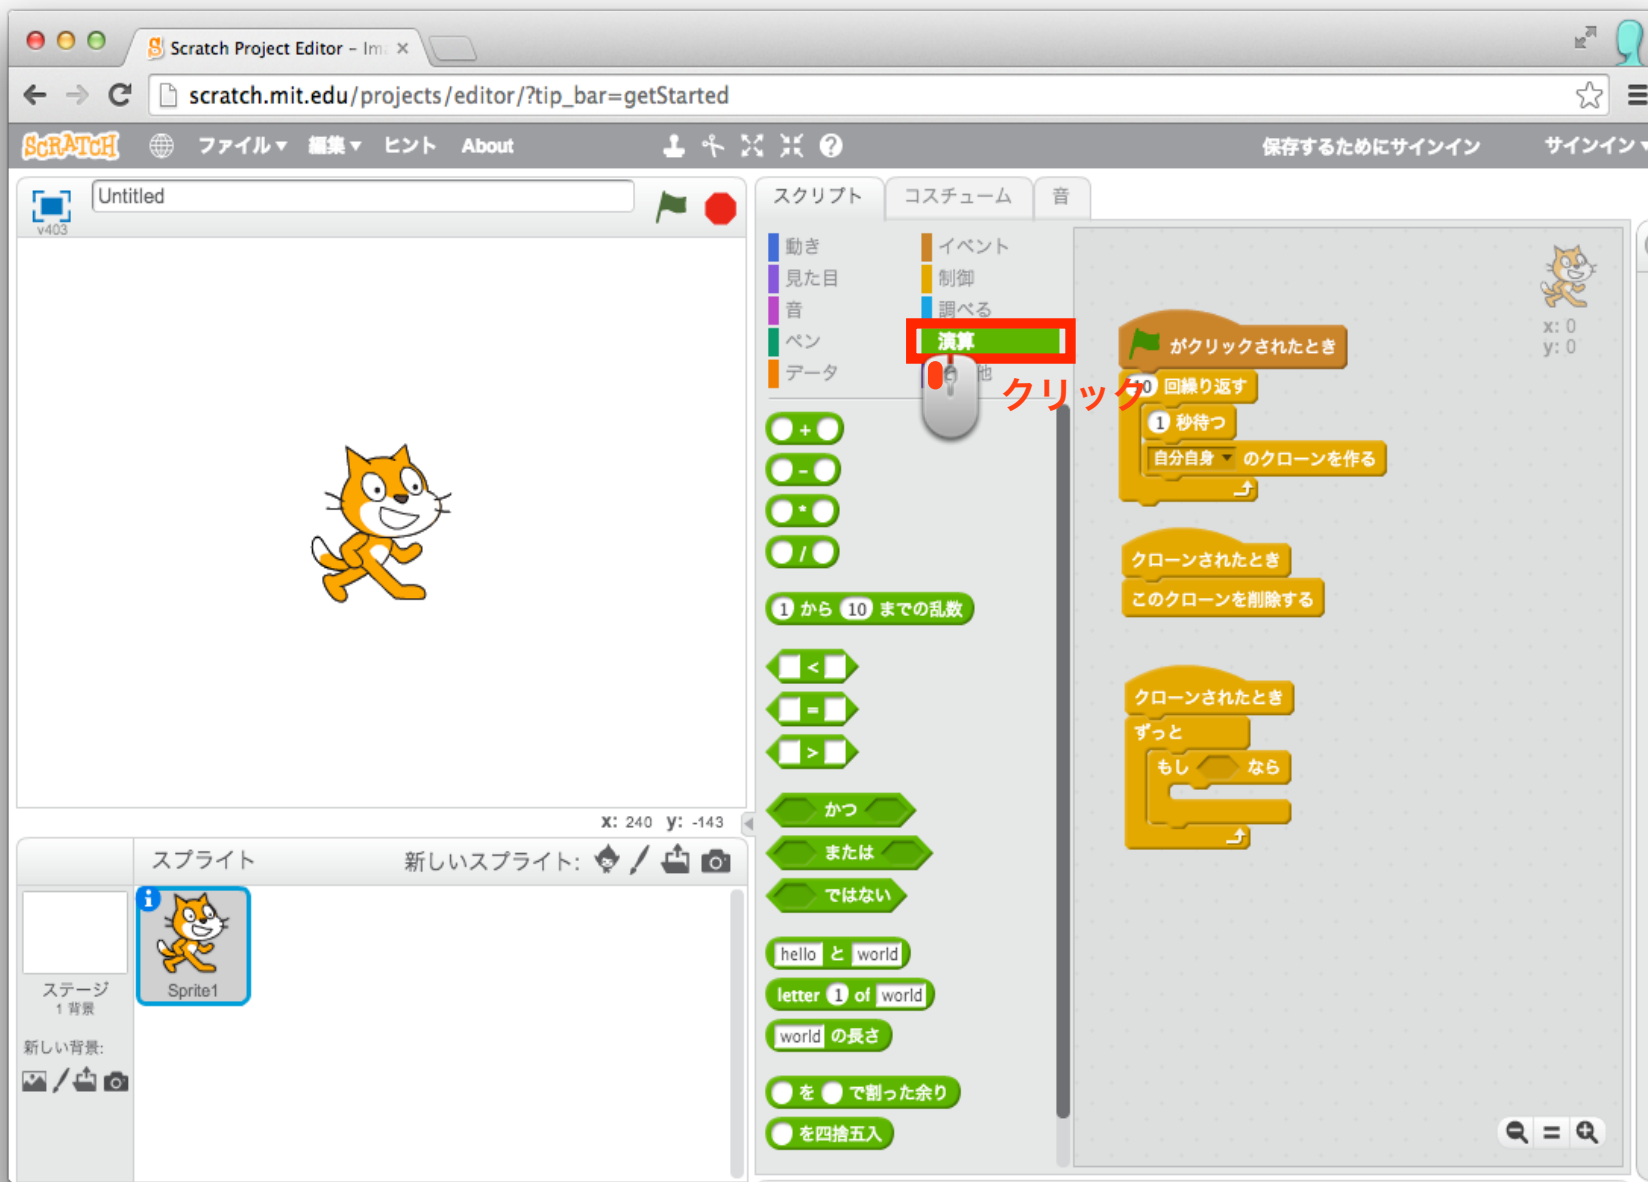 Scratch Project Editor – Im
scratch.mit.edu/projects/editor/?tip_bar=getStarted
SCRATCH ファイル▼ 編集▼ ヒント About 保存するためにサインイン サインイン▼
Untitled
v403
スクリプト コスチューム 音
動き イベント
見た目 制御
音 調べる
ペン 演算
データ 他
クリック
+
-
*
/
1 から 10 までの乱数
<
=
>
かつ
または
ではない
hello と world
letter 1 of world
world の長さ
を で割った余り
を四捨五入
がクリックされたとき
10 回繰り返す
1 秒待つ
自分自身 ▼ のクローンを作る
クローンされたとき
このクローンを削除する
クローンされたとき
ずっと
もし なら
x: 0
y: 0
x: 240 y: -143
スプライト 新しいスプライト:
Sprite1
ステージ
1 背景
新しい背景: